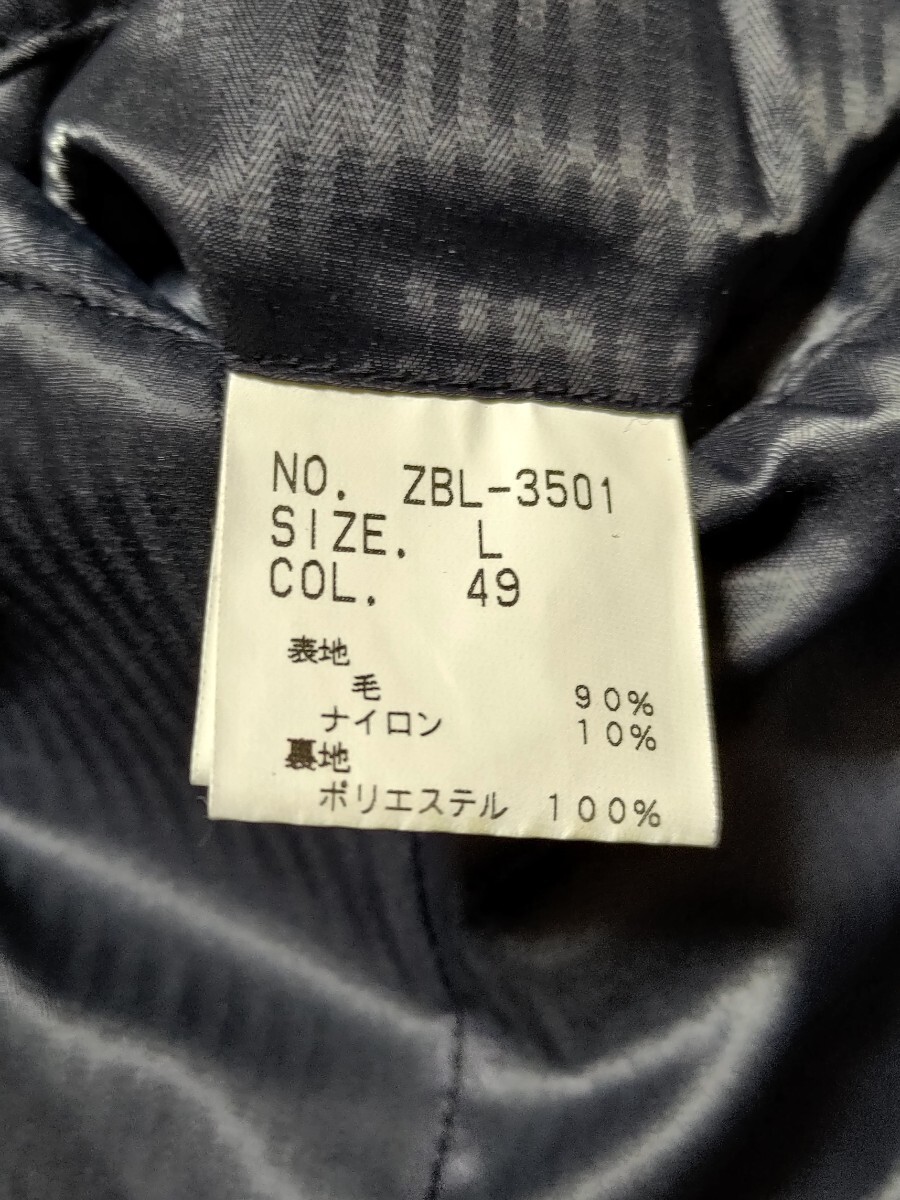 NO. ZBL-3501
SIZE. L
COL. 49
表地
毛 90%
ナイロン 10%
裏地
ポリエステル 100%